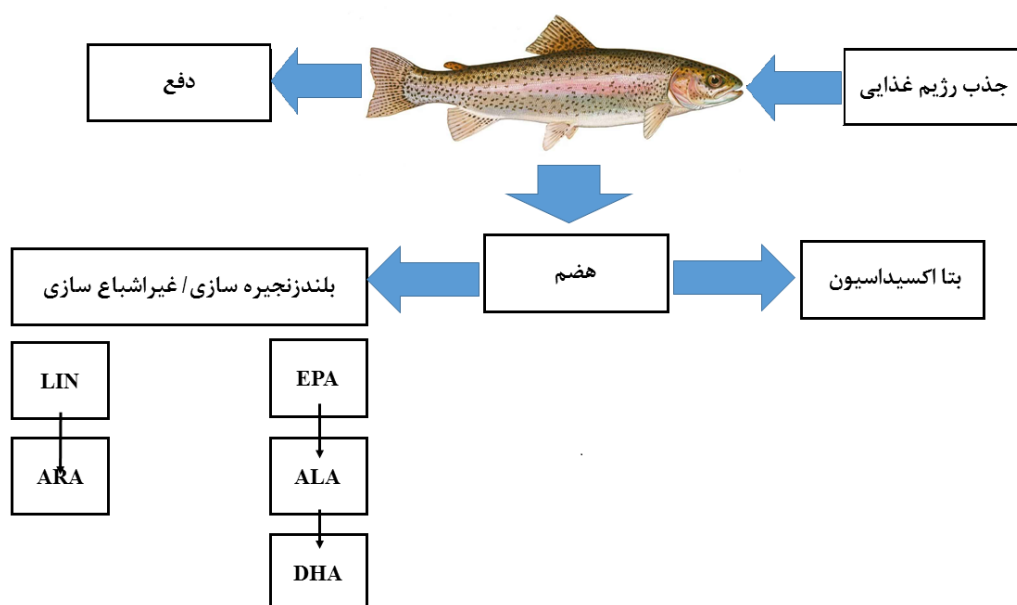 جذب رژیم غذایی
دفع
هضم
بتا اکسیداسیون
بلندزنجیره سازی/ غیراشباع سازی
EPA
ALA
DHA
LIN
ARA